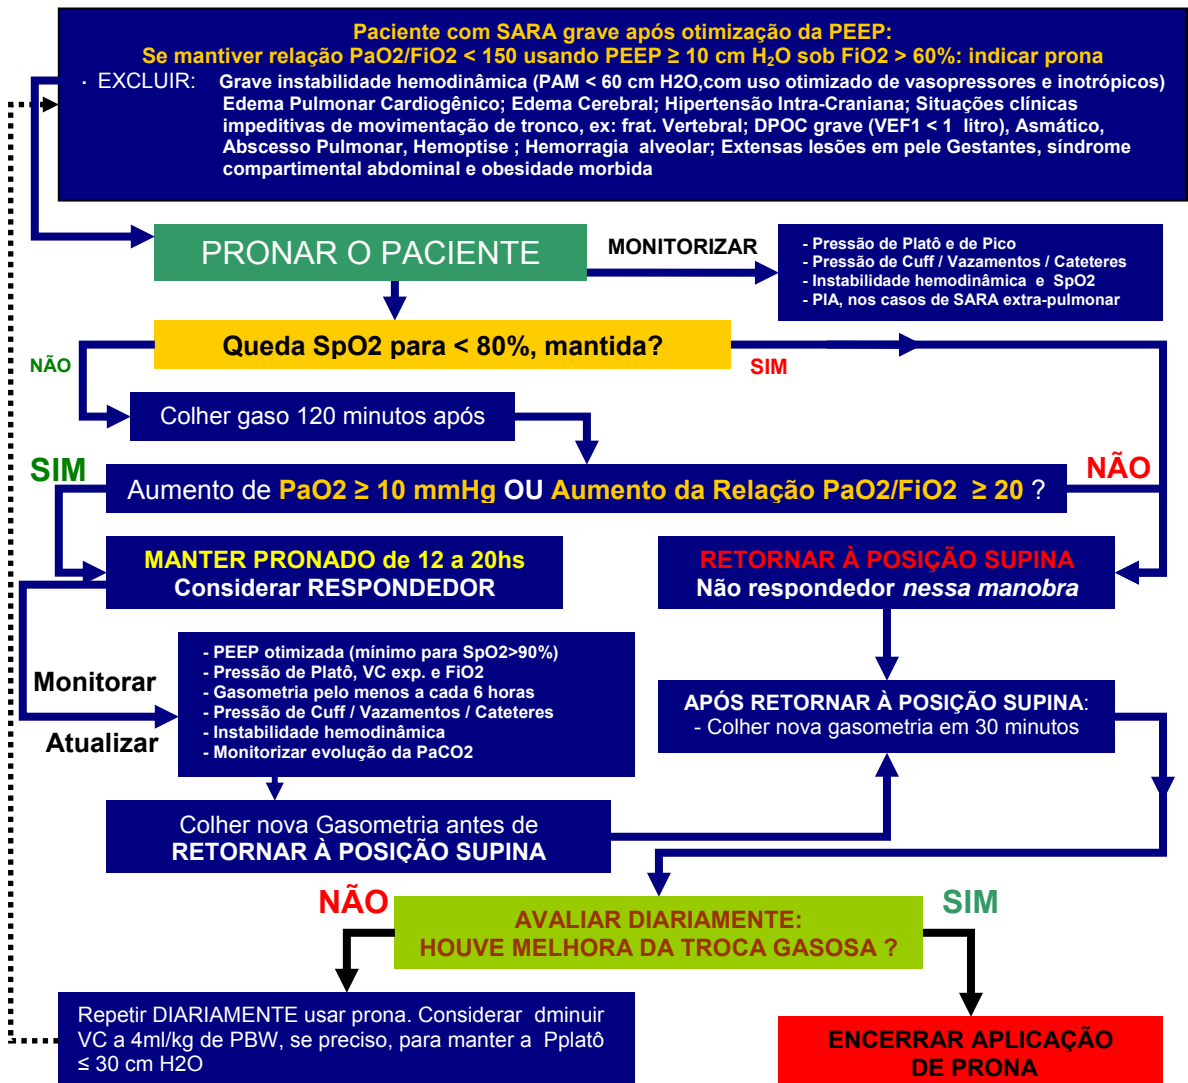 Paciente com SARA grave após otimização da PEEP:
Se mantiver relação PaO2/FiO2 < 150 usando PEEP ≥ 10 cm H₂O sob FiO2 > 60%: indicar prona
· EXCLUIR: Grave instabilidade hemodinâmica (PAM < 60 cm H2O,com uso otimizado de vasopressores e inotrópicos)
Edema Pulmonar Cardiogênico; Edema Cerebral; Hipertensão Intra-Craniana; Situações clínicas
impeditivas de movimentação de tronco, ex: frat. Vertebral; DPOC grave (VEF1 < 1 litro), Asmático,
Abscesso Pulmonar, Hemoptise ; Hemorragia alveolar; Extensas lesões em pele Gestantes, síndrome
compartimental abdominal e obesidade morbida
PRONAR O PACIENTE
MONITORIZAR
- Pressão de Platô e de Pico
- Pressão de Cuff / Vazamentos / Cateteres
- Instabilidade hemodinâmica e SpO2
- PIA, nos casos de SARA extra-pulmonar
Queda SpO2 para < 80%, mantida?
NÃO
SIM
Colher gaso 120 minutos após
SIM
NÃO
Aumento de PaO2 ≥ 10 mmHg OU Aumento da Relação PaO2/FiO2 ≥ 20 ?
MANTER PRONADO de 12 a 20hs
Considerar RESPONDEDOR
RETORNAR À POSIÇÃO SUPINA
Não respondedor nessa manobra
Monitorar
Atualizar
- PEEP otimizada (mínimo para SpO2>90%)
- Pressão de Platô, VC exp. e FiO2
- Gasometria pelo menos a cada 6 horas
- Pressão de Cuff / Vazamentos / Cateteres
- Instabilidade hemodinâmica
- Monitorizar evolução da PaCO2
APÓS RETORNAR À POSIÇÃO SUPINA:
- Colher nova gasometria em 30 minutos
Colher nova Gasometria antes de
RETORNAR À POSIÇÃO SUPINA
NÃO
SIM
AVALIAR DIARIAMENTE:
HOUVE MELHORA DA TROCA GASOSA ?
Repetir DIARIAMENTE usar prona. Considerar dminuir
VC a 4ml/kg de PBW, se preciso, para manter a Pplatô
≤ 30 cm H2O
ENCERRAR APLICAÇÃO
DE PRONA